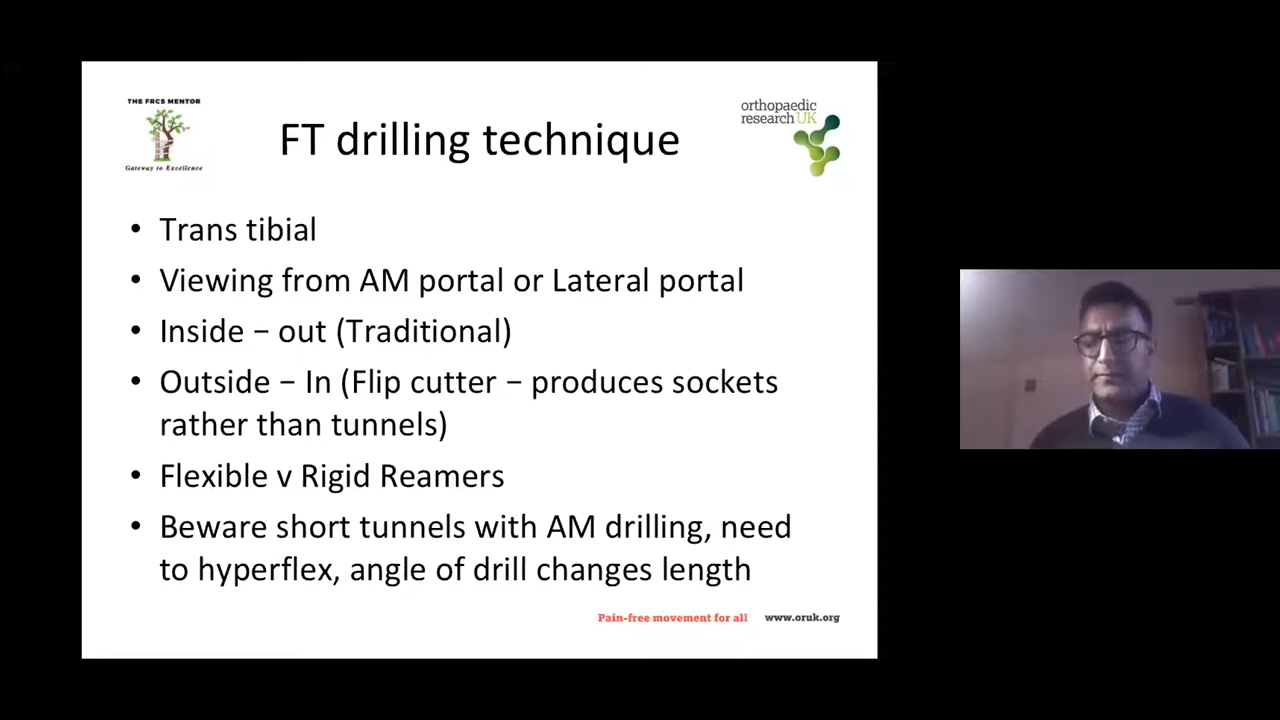 THE FRCS MENTOR
Gateway to Excellence
orthopaedic
research UK
FT drilling technique
• Trans tibial
• Viewing from AM portal or Lateral portal
• Inside – out (Traditional)
• Outside – In (Flip cutter – produces sockets
rather than tunnels)
• Flexible v Rigid Reamers
• Beware short tunnels with AM drilling, need
to hyperflex, angle of drill changes length
Pain-free movement for all www.oruk.org